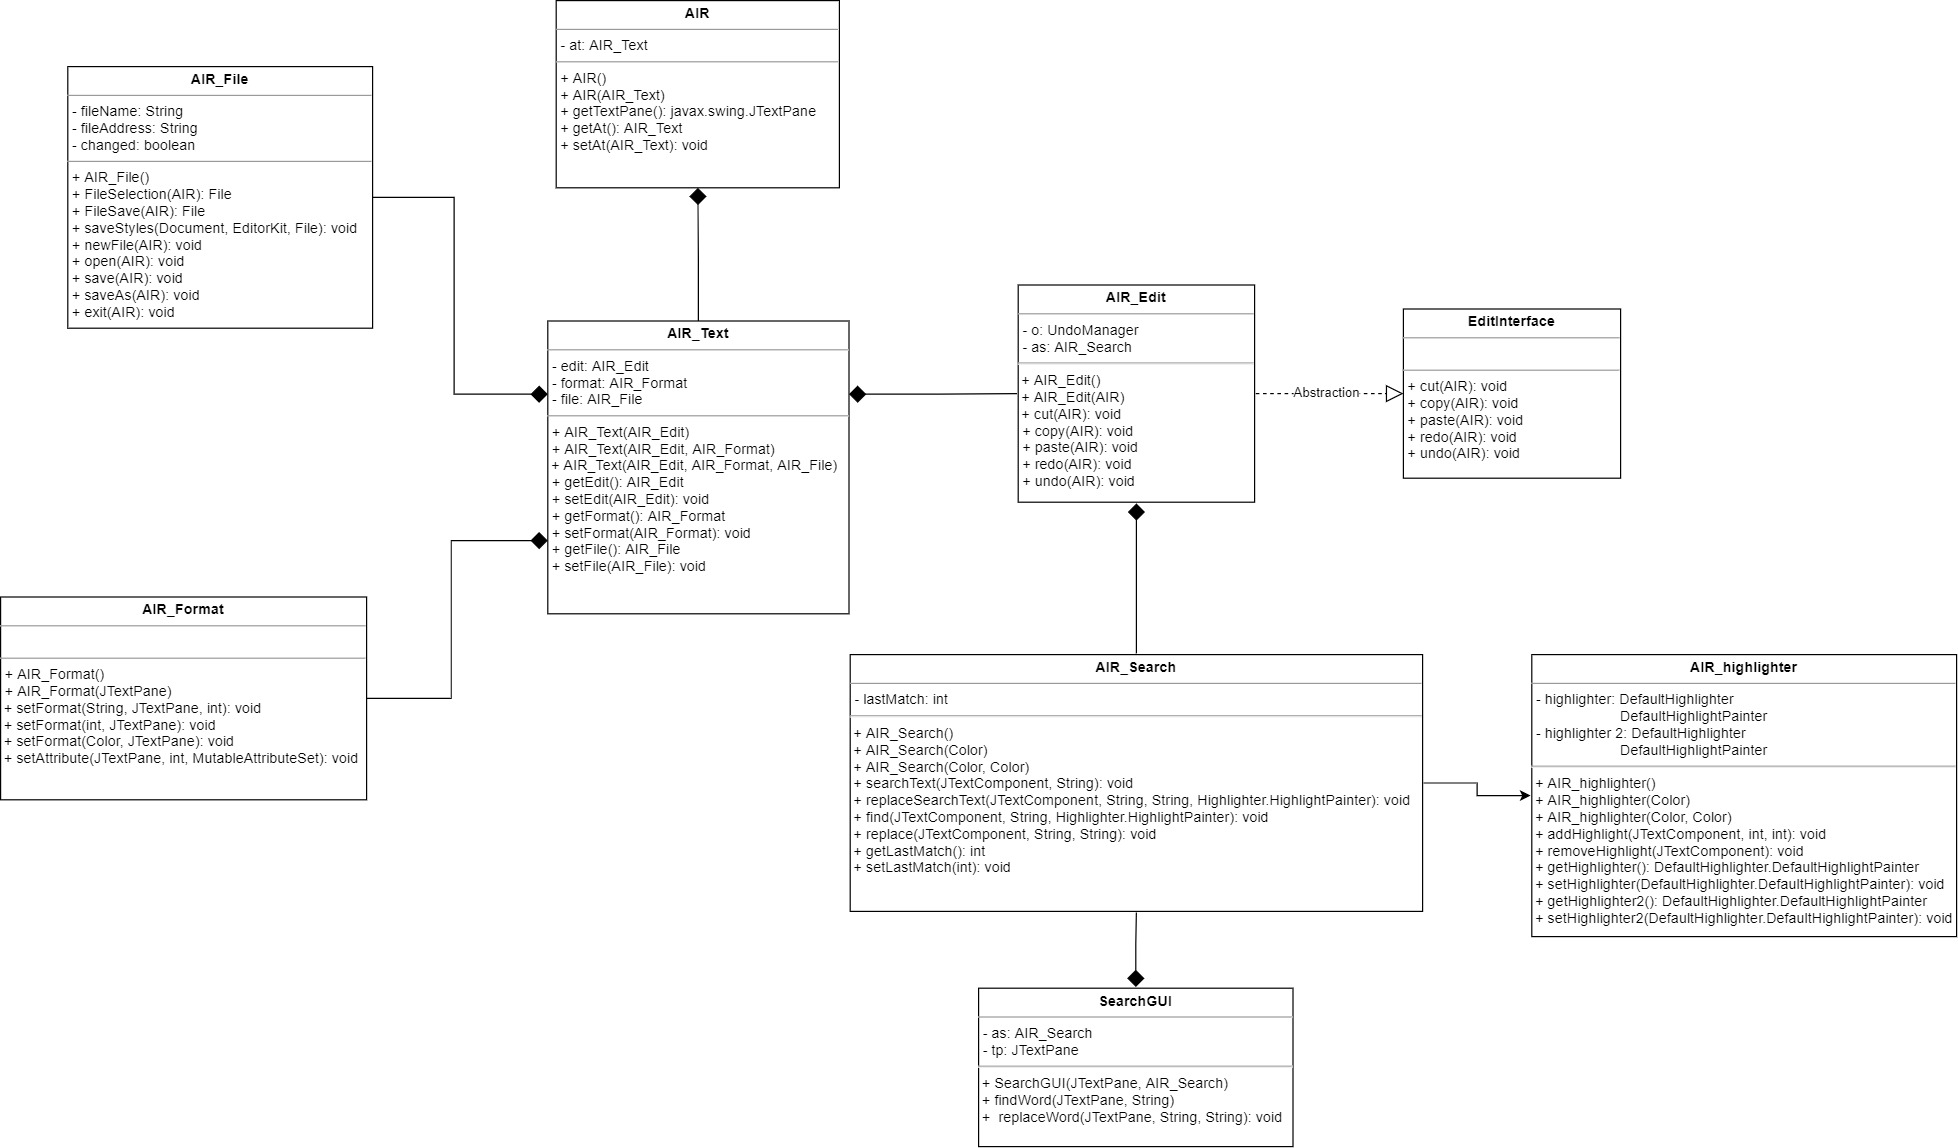 AIR
- at: AIR_Text
+ AIR()
+ AIR(AIR_Text)
+ getTextPane(): javax.swing.JTextPane
+ getAt(): AIR_Text
+ setAt(AIR_Text): void
AIR_File
- fileName: String
- fileAddress: String
- changed: boolean
+ AIR_File()
+ FileSelection(AIR): File
+ FileSave(AIR): File
+ saveStyles(Document, EditorKit, File): void
+ newFile(AIR): void
+ open(AIR): void
+ save(AIR): void
+ saveAs(AIR): void
+ exit(AIR): void
AIR_Text
- edit: AIR_Edit
- format: AIR_Format
- file: AIR_File
+ AIR_Text(AIR_Edit)
+ AIR_Text(AIR_Edit, AIR_Format)
+ AIR_Text(AIR_Edit, AIR_Format, AIR_File)
+ getEdit(): AIR_Edit
+ setEdit(AIR_Edit): void
+ getFormat(): AIR_Format
+ setFormat(AIR_Format): void
+ getFile(): AIR_File
+ setFile(AIR_File): void
AIR_Edit
- o: UndoManager
- as: AIR_Search
+ AIR_Edit()
+ AIR_Edit(AIR)
+ cut(AIR): void
+ copy(AIR): void
+ paste(AIR): void
+ redo(AIR): void
+ undo(AIR): void
Abstraction
EditInterface
+ cut(AIR): void
+ copy(AIR): void
+ paste(AIR): void
+ redo(AIR): void
+ undo(AIR): void
AIR_Format
+ AIR_Format()
+ AIR_Format(JTextPane)
+ setFormat(String, JTextPane, int): void
+ setFormat(int, JTextPane): void
+ setFormat(Color, JTextPane): void
+ setAttribute(JTextPane, int, MutableAttributeSet): void
AIR_Search
- lastMatch: int
+ AIR_Search()
+ AIR_Search(Color)
+ AIR_Search(Color, Color)
+ searchText(JTextComponent, String): void
+ replaceSearchText(JTextComponent, String, String, Highlighter.HighlightPainter): void
+ find(JTextComponent, String, Highlighter.HighlightPainter): void
+ replace(JTextComponent, String, String): void
+ getLastMatch(): int
+ setLastMatch(int): void
AIR_highlighter
- highlighter: DefaultHighlighter
DefaultHighlightPainter
- highlighter 2: DefaultHighlighter
DefaultHighlightPainter
+ AIR_highlighter()
+ AIR_highlighter(Color)
+ AIR_highlighter(Color, Color)
+ addHighlight(JTextComponent, int, int): void
+ removeHighlight(JTextComponent): void
+ getHighlighter(): DefaultHighlighter.DefaultHighlightPainter
+ setHighlighter(DefaultHighlighter.DefaultHighlightPainter): void
+ getHighlighter2(): DefaultHighlighter.DefaultHighlightPainter
+ setHighlighter2(DefaultHighlighter.DefaultHighlightPainter): void
SearchGUI
- as: AIR_Search
- tp: JTextPane
+ SearchGUI(JTextPane, AIR_Search)
+ findWord(JTextPane, String)
+ replaceWord(JTextPane, String, String): void